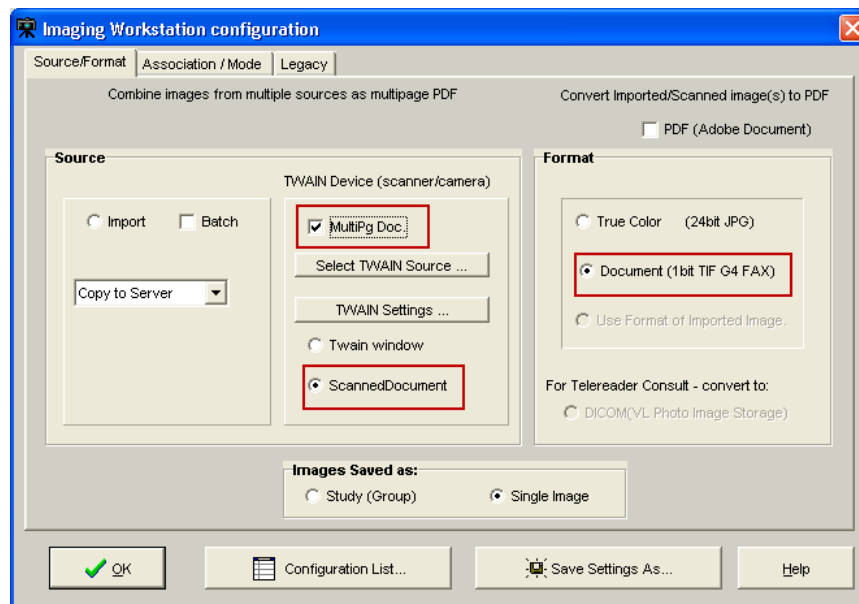 Imaging Workstation configuration
Source/Format Association / Mode Legacy
Combine images from multiple sources as multipage PDF
Convert Imported/Scanned image(s) to PDF
PDF (Adobe Document)
Source
TWAIN Device (scanner/camera)
Import Batch
Copy to Server
MultiPg Doc.
Select TWAIN Source ...
TWAIN Settings ...
Twain window
ScannedDocument
Format
True Color (24bit JPG)
Document (1bit TIF G4 FAX)
Use Format of Imported Image.
For Telereader Consult - convert to:
DICOM(VL Photo Image Storage)
Images Saved as:
Study (Group) Single Image
OK Configuration List... Save Settings As... Help